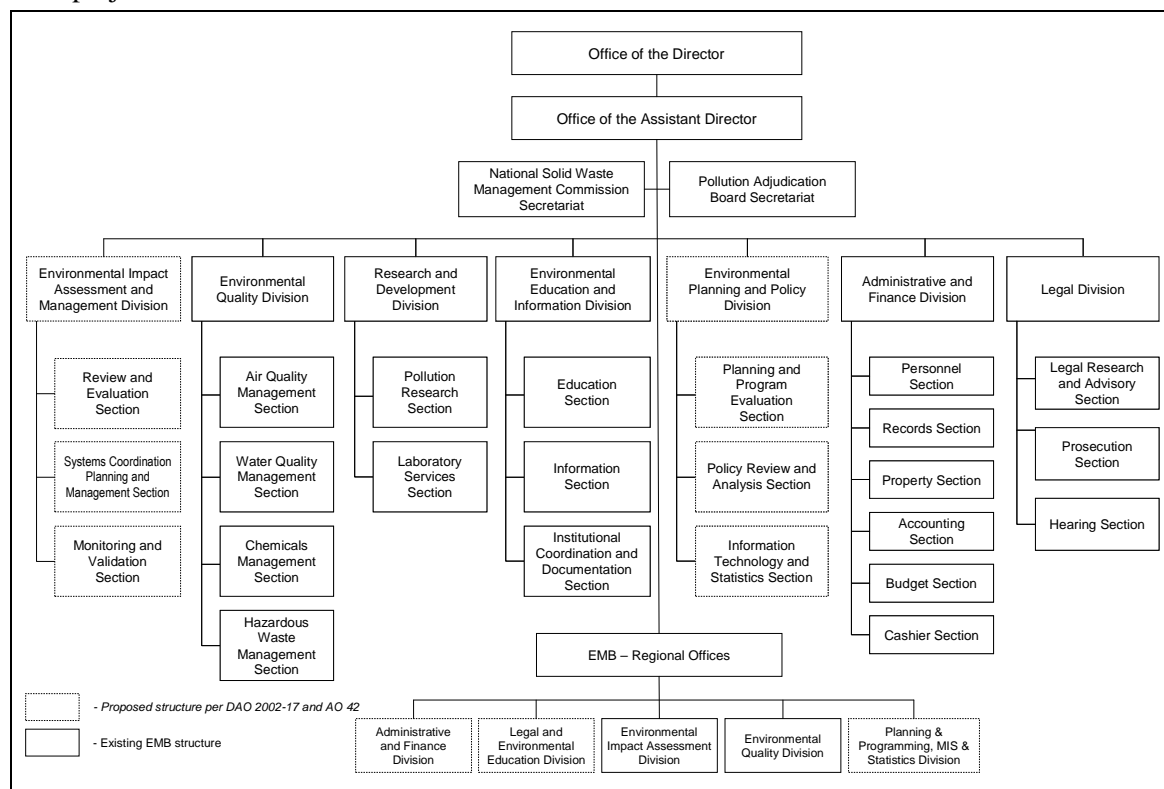 Office of the Director
Office of the Assistant Director
National Solid Waste
Management Commission
Secretariat
Pollution Adjudication
Board Secretariat
Environmental Impact
Assessment and
Management Division
Environmental
Quality Division
Research and
Development
Division
Environmental
Education and
Information Division
Environmental
Planning and Policy
Division
Administrative and
Finance Division
Legal Division
Review and
Evaluation
Section
Systems Coordination
Planning and
Management Section
Monitoring and
Validation
Section
Air Quality
Management
Section
Water Quality
Management
Section
Chemicals
Management
Section
Hazardous
Waste
Management
Section
Pollution
Research
Section
Laboratory
Services
Section
Education
Section
Information
Section
Institutional
Coordination and
Documentation
Section
Planning and
Program
Evaluation
Section
Policy Review and
Analysis Section
Information
Technology and
Statistics Section
Personnel
Section
Records Section
Property Section
Accounting
Section
Budget Section
Cashier Section
Legal Research
and Advisory
Section
Prosecution
Section
Hearing Section
EMB – Regional Offices
Administrative
and Finance
Division
Legal and
Environmental
Education Division
Environmental
Impact Assessment
Division
Environmental
Quality Division
Planning &
Programming, MIS &
Statistics Division
- Proposed structure per DAO 2002-17 and AO 42
- Existing EMB structure